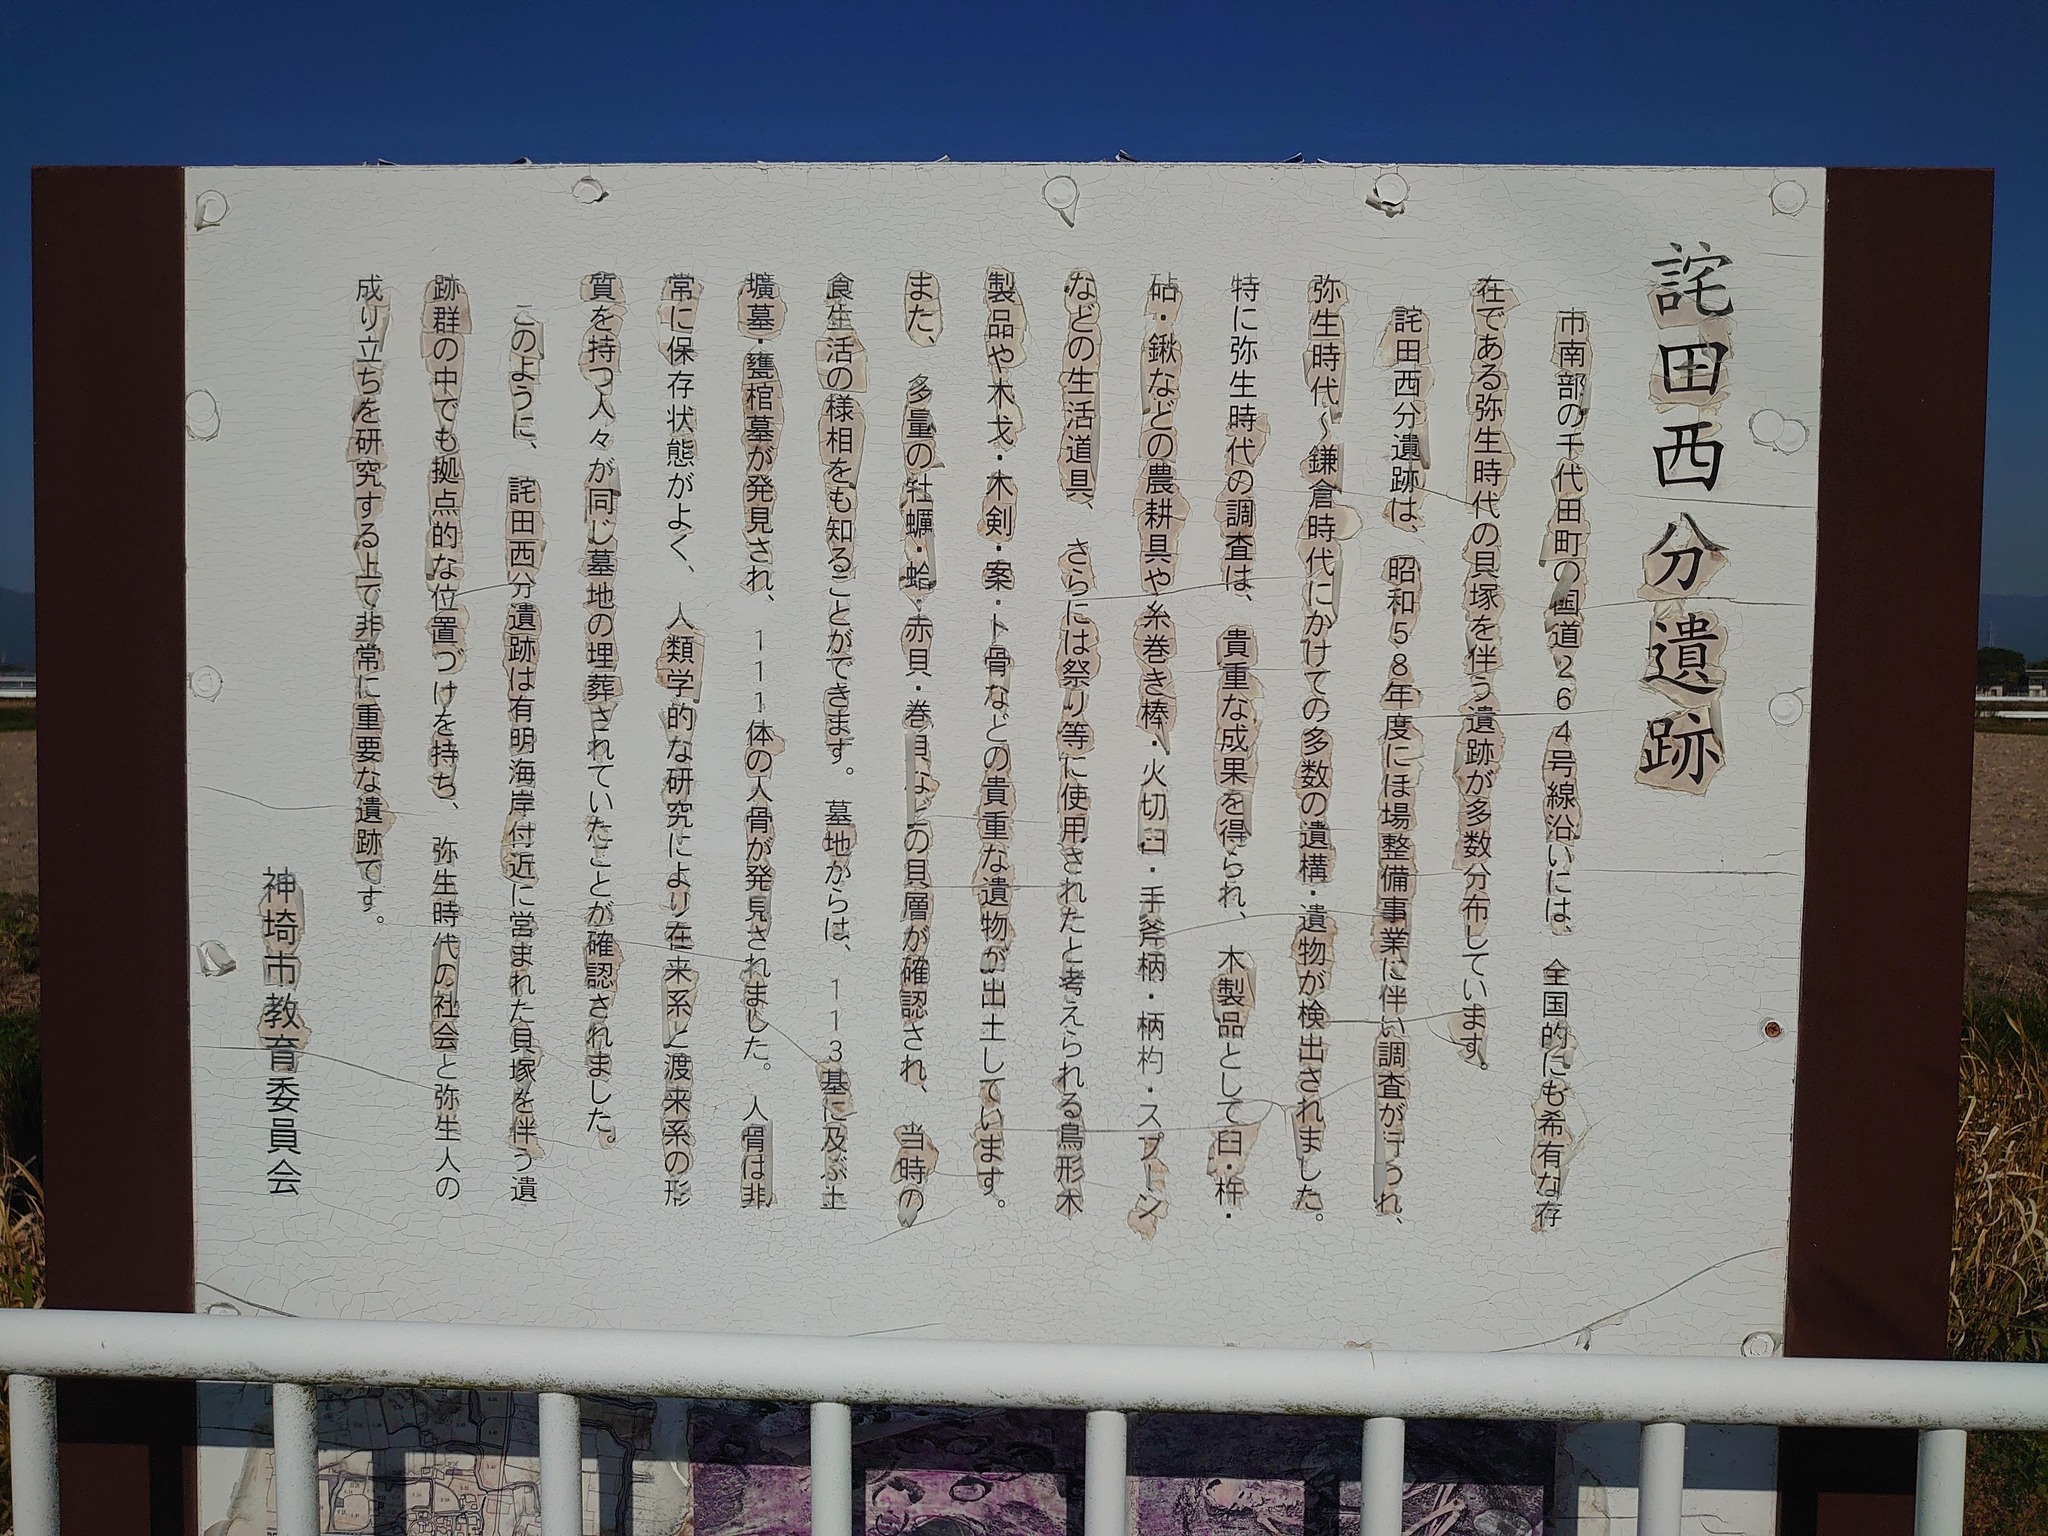 詫田西分遺跡
市南部の千代田町の国道264号線沿いには、全国的にも希有な存
在である弥生時代の貝塚を伴う遺跡が多数分布しています。
詫田西分遺跡は、昭和58年度にほ場整備事業に伴い調査が行われ、
弥生時代～鎌倉時代にかけての多数の遺構・遺物が検出されました。
特に弥生時代の調査は、貴重な成果を得られ、木製品として臼・杵・
砧・鍬などの農耕具や糸巻き棒・火切臼・手斧柄・柄杓・スプーン
などの生活道具、さらには祭り等に使用されたと考えられる鳥形木
製品や木戈・木剣・案・卜骨などの貴重な遺物が出土しています。
また、多量の牡蠣・蛤・赤貝・巻貝などの貝層が確認され、当時の
食生活の様相をも知ることができます。墓地からは、113基に及ぶ土
壙墓・甕棺墓が発見され、111体の人骨が発見されました。人骨は非
常に保存状態がよく、人類学的な研究により在来系と渡来系の形
質を持つ人々が同じ墓地の埋葬されていたことが確認されました。
このように、詫田西分遺跡は有明海岸付近に営まれた貝塚を伴う遺
跡群の中でも拠点的な位置づけを持ち、弥生時代の社会と弥生人の
成り立ちを研究する上で非常に重要な遺跡です。
神埼市教育委員会